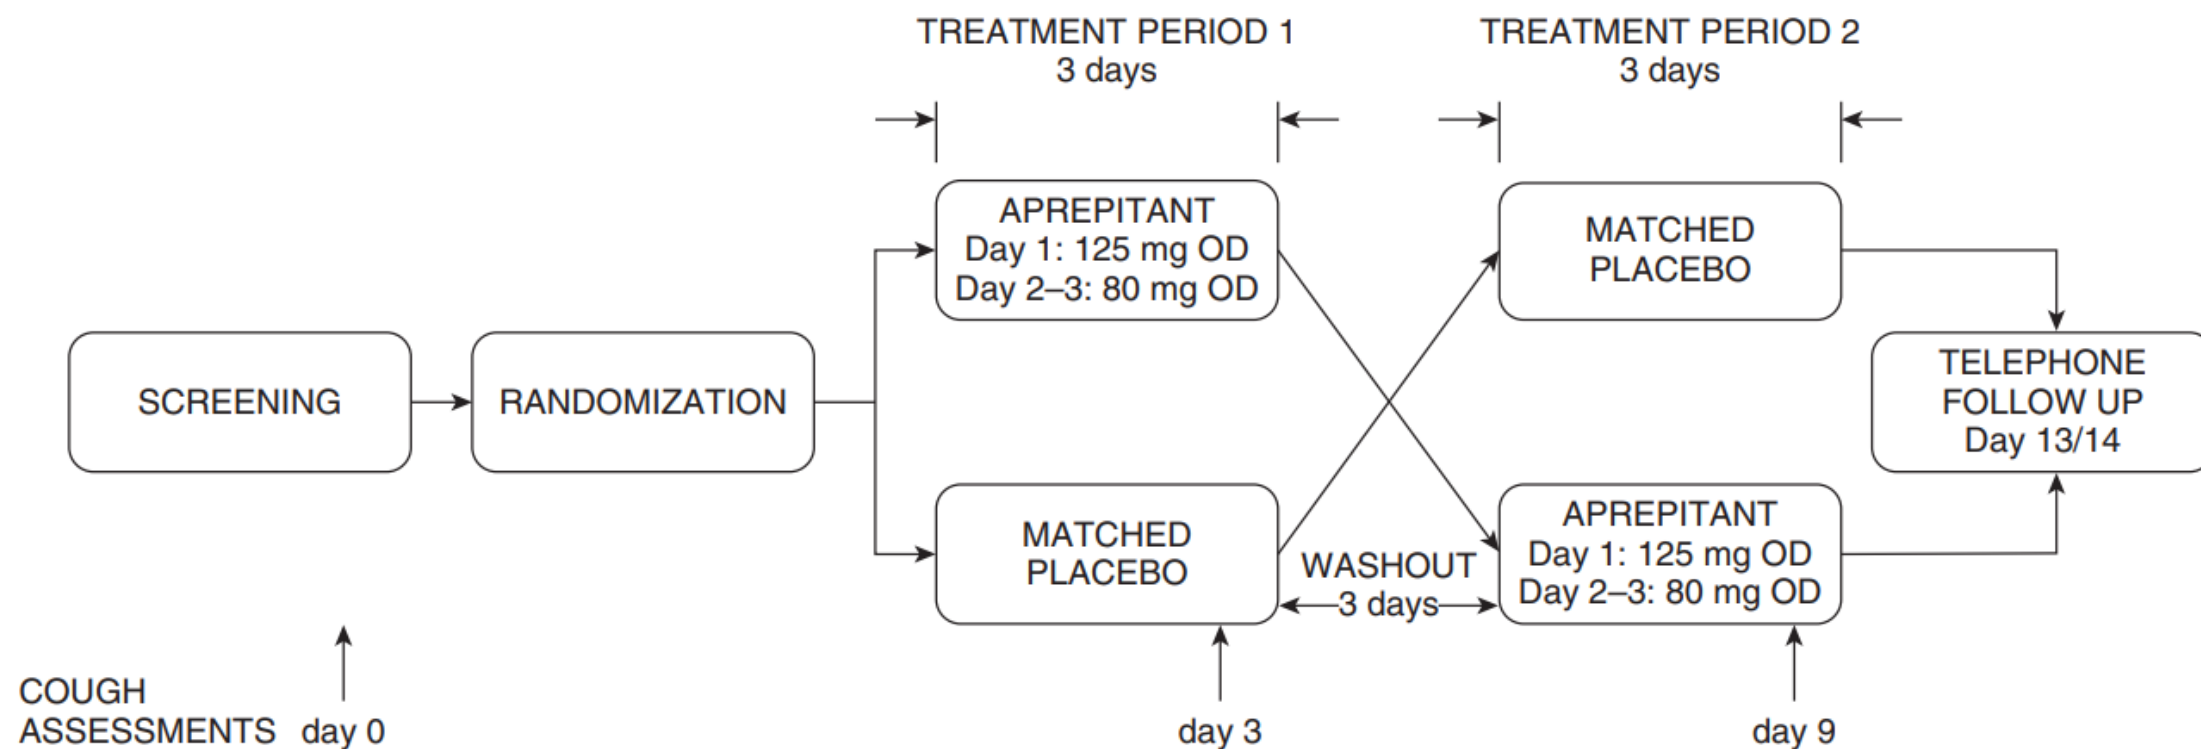 TREATMENT PERIOD 1
3 days
TREATMENT PERIOD 2
3 days
SCREENING
RANDOMIZATION
APREPITANT
Day 1: 125 mg OD
Day 2–3: 80 mg OD
MATCHED
PLACEBO
WASHOUT
3 days
MATCHED
PLACEBO
APREPITANT
Day 1: 125 mg OD
Day 2–3: 80 mg OD
TELEPHONE
FOLLOW UP
Day 13/14
COUGH
ASSESSMENTS
day 0
day 3
day 9